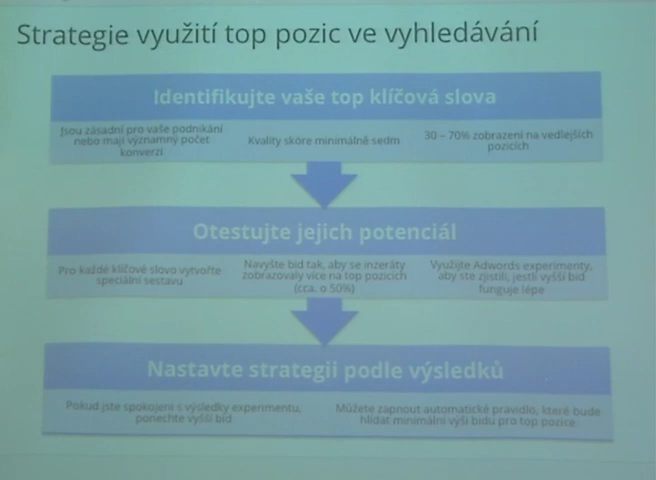 Strategie využití top pozic ve vyhledávání
Identifikujte vaše top klíčová slova
Jsou zásadní pro vaše podnikání
nebo mají významný počet
konverzí
Kvality skóre minimálně sedm
30 – 70% zobrazení na vedlejších
pozicích
Otestujte jejich potenciál
Pro každé klíčové slovo vytvořte
speciální sestavu
Navyšte bid tak, aby se inzeráty
zobrazovaly více na top pozicích
(cca. o 50%)
Využijte Adwords experimenty,
aby ste zjistili, jestli vyšší bid
funguje lépe
Nastavte strategii podle výsledků
Pokud jste spokojeni s výsledky experimentu,
ponechte vyšší bid
Můžete zapnout automatické pravidlo, které bude
hlídat minimální výši bidu pro top pozice